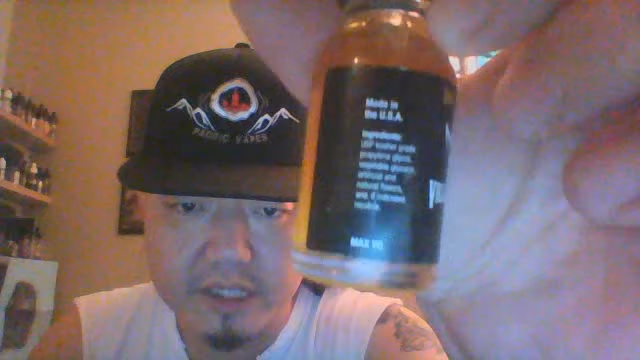 PACIFIC VAPES
Made in
the U.S.A.
Ingredients:
USP kosher grade
propylene glycol,
vegetable glycerin,
artificial and
natural flavors,
and, if indicated,
nicotine.
MAX VG